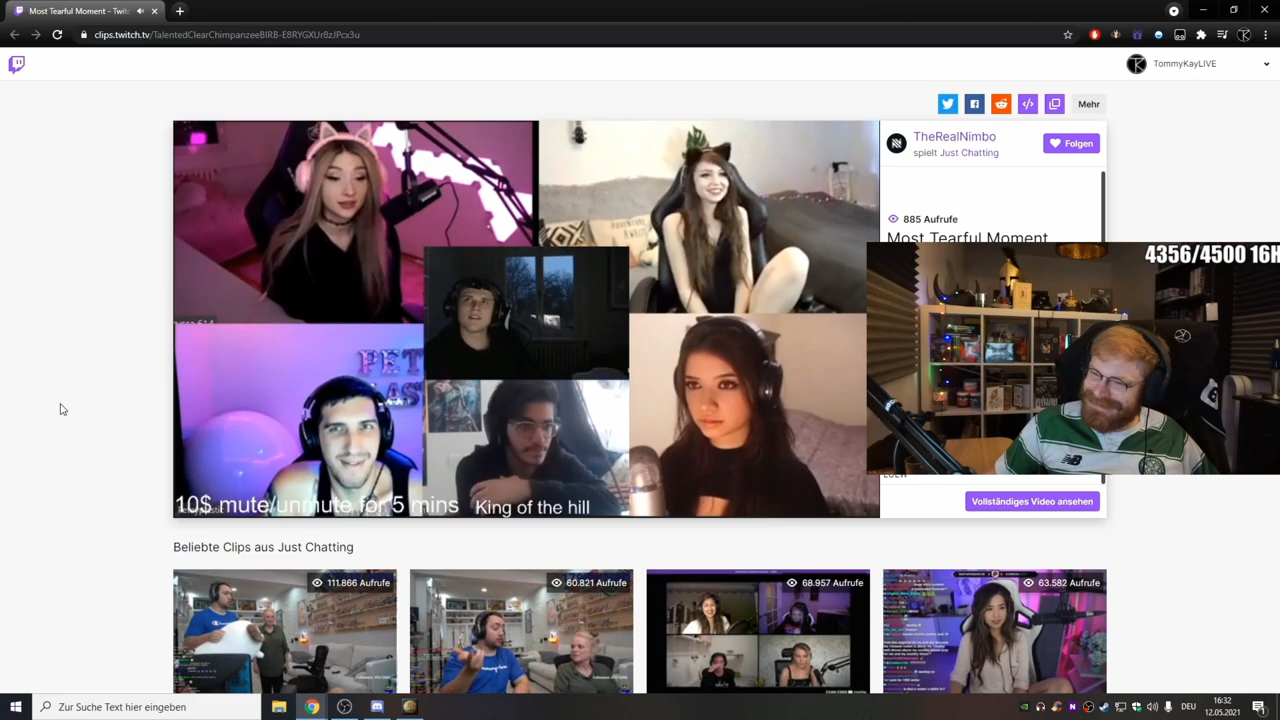 Most Tearful Moment - Twitc
clips.twitch.tv/TalentedClearChimpanzeeBIRB-E8RYGXUr8zJPcx3u
TommyKayLIVE
Mehr
TheRealNimbo
spielt Just Chatting
Folgen
885 Aufrufe
Most Tearful Moment
4356/4500 16H
10$ mute/unmute for 5 mins
King of the hill
Vollständiges Video ansehen
Beliebte Clips aus Just Chatting
111.866 Aufrufe
60.821 Aufrufe
68.957 Aufrufe
63.582 Aufrufe
Zur Suche Text hier eingeben
DEU
16:32
12.05.2021